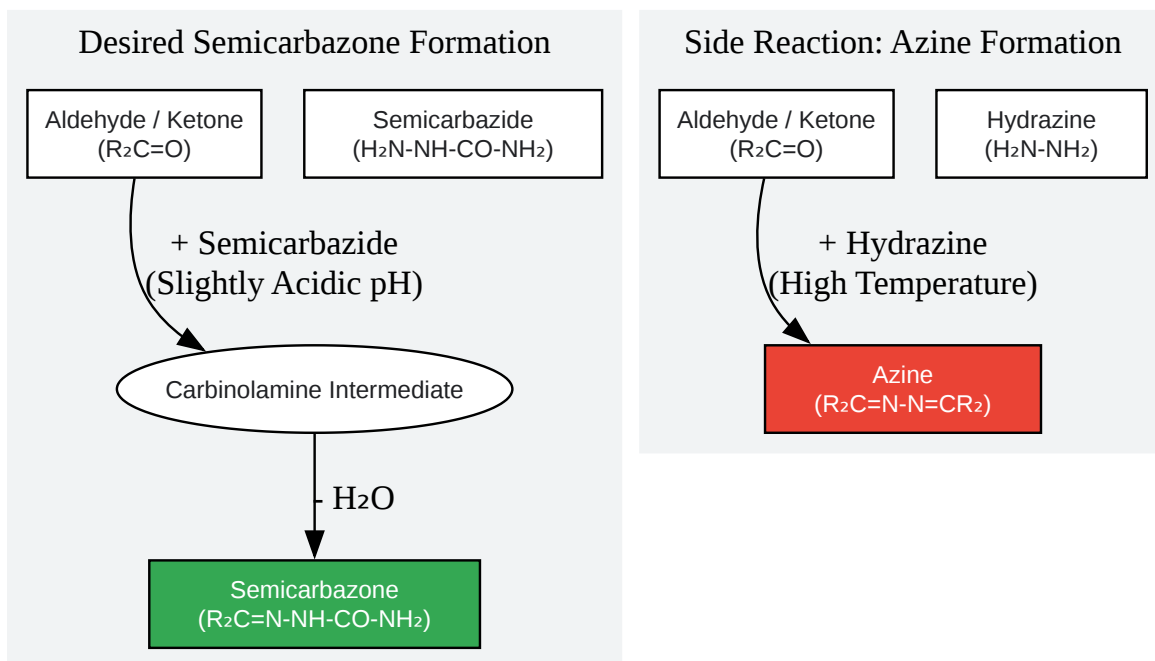 Desired Semicarbazone Formation
Aldehyde / Ketone
(R₂C=O)
Semicarbazide
(H₂N-NH-CO-NH₂)
+ Semicarbazide
(Slightly Acidic pH)
Carbinolamine Intermediate
- H₂O
Semicarbazone
(R₂C=N-NH-CO-NH₂)
Side Reaction: Azine Formation
Aldehyde / Ketone
(R₂C=O)
Hydrazine
(H₂N-NH₂)
+ Hydrazine
(High Temperature)
Azine
(R₂C=N-N=CR₂)